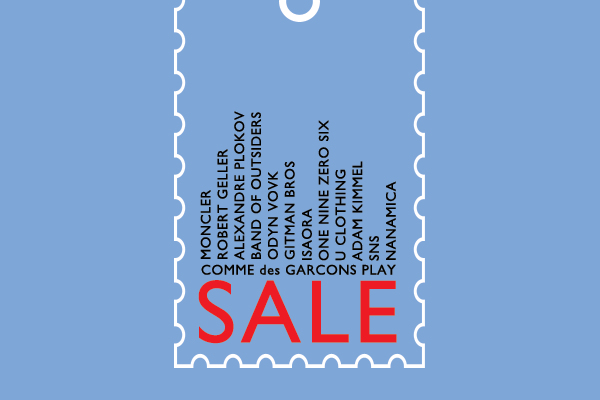 MONCLER
ROBERT GELLER
ALEXANDRE PLOKOV
BAND OF OUTSIDERS
ODYN VOVK
GITMAN BROS
ISAORA
ONE NINE ZERO SIX
U CLOTHING
ADAM KIMMEL
SNS
NANAMICA
COMME des GARCONS PLAY
SALE